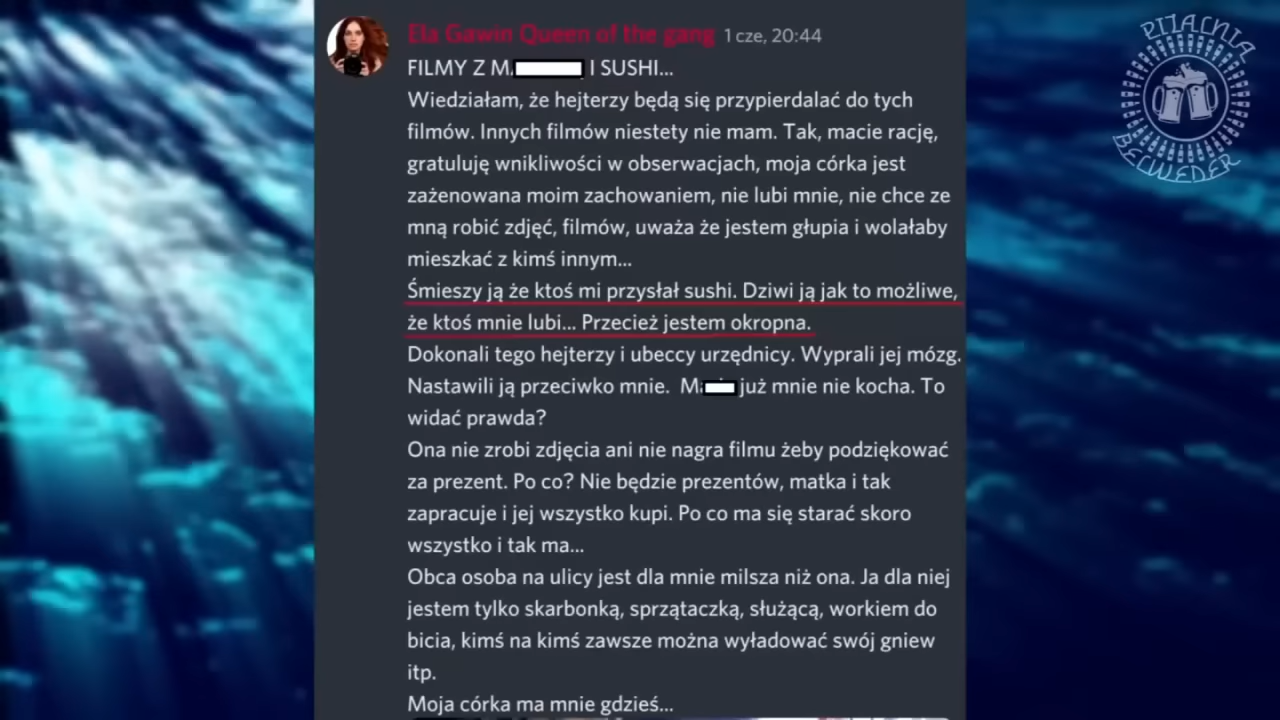 Ela Gawin Queen of the gang 1 cze, 20:44
FILMY Z M I SUSHI...
Wiedziałam, że hejterzy będą się przypierdalać do tych
filmów. Innych filmów niestety nie mam. Tak, macie rację,
gratuluję wnikliwości w obserwacjach, moja córka jest
zażenowana moim zachowaniem, nie lubi mnie, nie chce ze
mną robić zdjęć, filmów, uważa że jestem głupia i wolałaby
mieszkać z kimś innym...
Śmieszy ją że ktoś mi przysłał sushi. Dziwi ją jak to możliwe,
że ktoś mnie lubi... Przecież jestem okropna.
Dokonali tego hejterzy i ubeccy urzędnicy. Wyprali jej mózg.
Nastawili ją przeciwko mnie. M już mnie nie kocha. To
widać prawda?
Ona nie zrobi zdjęcia ani nie nagra filmu żeby podziękować
za prezent. Po co? Nie będzie prezentów, matka i tak
zapracuje i jej wszystko kupi. Po co ma się starać skoro
wszystko i tak ma...
Obca osoba na ulicy jest dla mnie milsza niż ona. Ja dla niej
jestem tylko skarbonką, sprzątaczką, służącą, workiem do
bicia, kimś na kimś zawsze można wyładować swój gniew
itp.
Moja córka ma mnie gdzieś...
PIJALNIA
BELWEDER